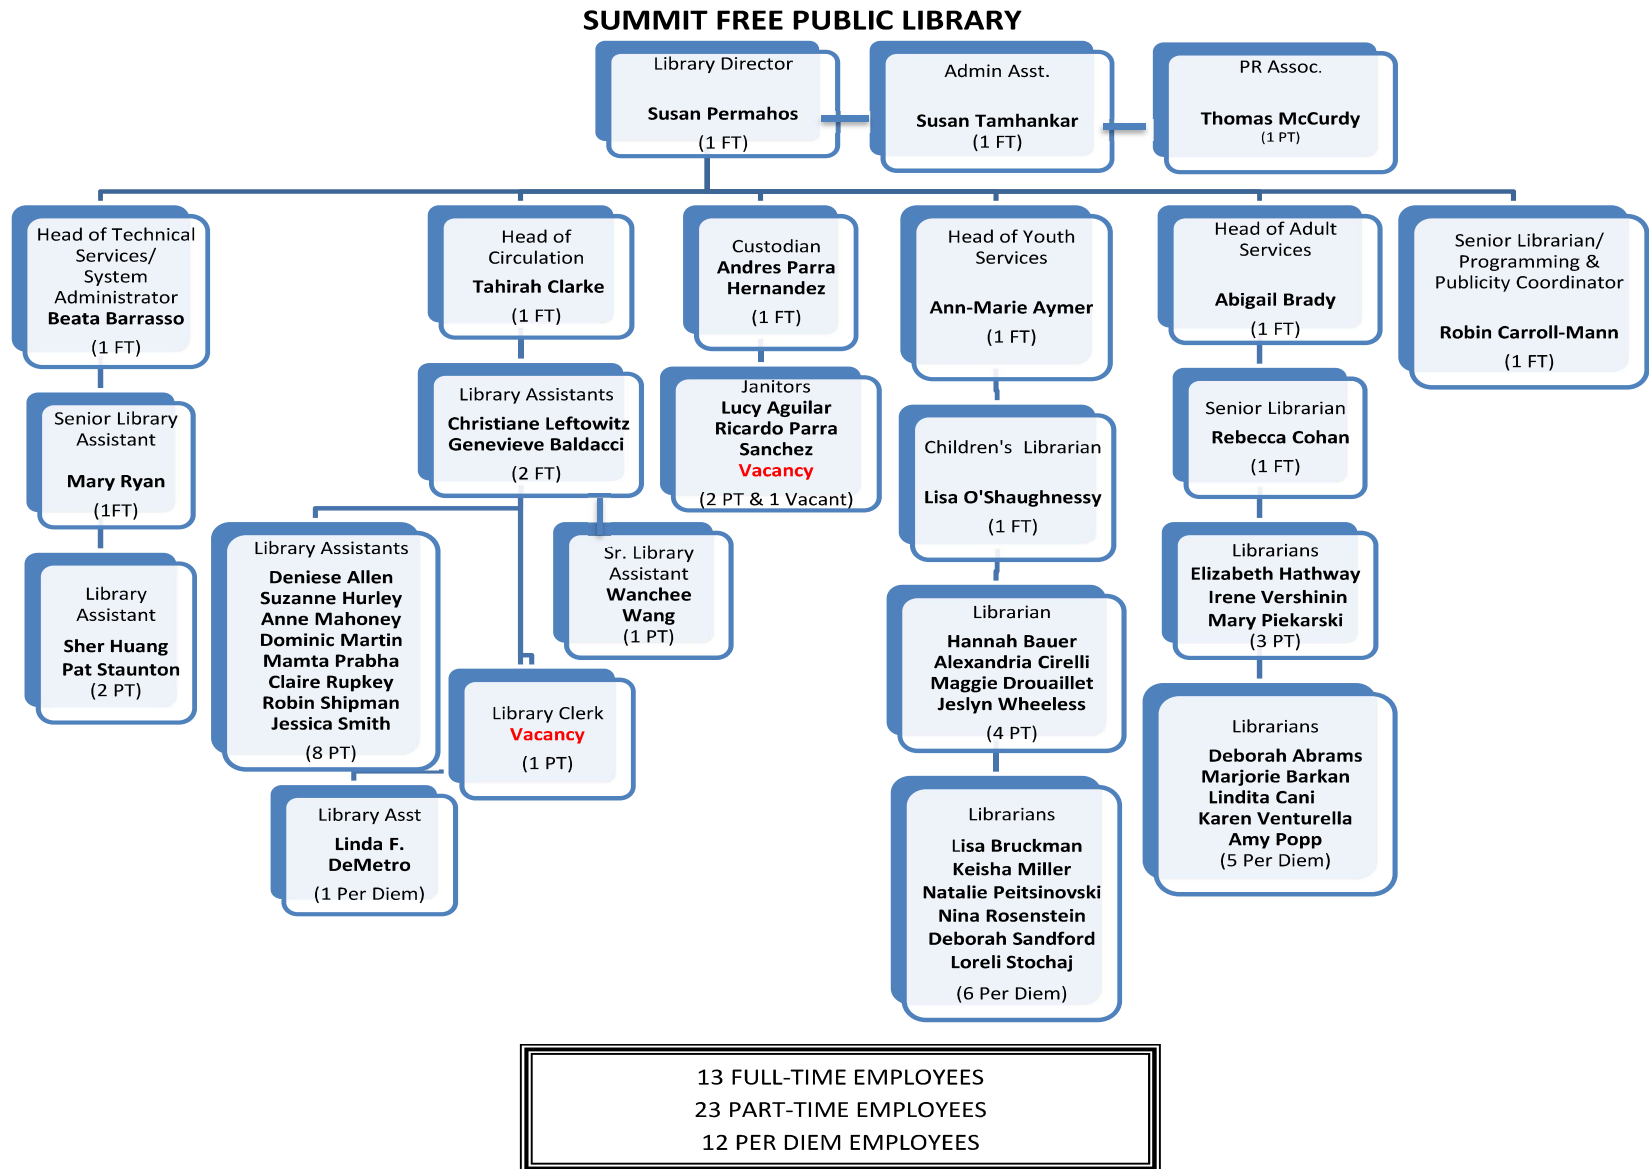 SUMMIT FREE PUBLIC LIBRARY
Library Director
Susan Permahos
(1 FT)
Admin Asst.
Susan Tamhankar
(1 FT)
PR Assoc.
Thomas McCurdy
(1 PT)
Head of Technical
Services/
System
Administrator
Beata Barrasso
(1 FT)
Head of
Circulation
Tahirah Clarke
(1 FT)
Custodian
Andres Parra
Hernandez
(1 FT)
Head of Youth
Services
Ann-Marie Aymer
(1 FT)
Head of Adult
Services
Abigail Brady
(1 FT)
Senior Librarian/
Programming &
Publicity Coordinator
Robin Carroll-Mann
(1 FT)
Senior Library
Assistant
Mary Ryan
(1FT)
Library Assistants
Christiane Leftowitz
Genevieve Baldacci
(2 FT)
Janitors
Lucy Aguilar
Ricardo Parra
Sanchez
Vacancy
(2 PT & 1 Vacant)
Children's Librarian
Lisa O'Shaughnessy
(1 FT)
Senior Librarian
Rebecca Cohan
(1 FT)
Library
Assistant
Sher Huang
Pat Staunton
(2 PT)
Library Assistants
Deniese Allen
Suzanne Hurley
Anne Mahoney
Dominic Martin
Mamta Prabha
Claire Rupkey
Robin Shipman
Jessica Smith
(8 PT)
Sr. Library
Assistant
Wanchee
Wang
(1 PT)
Library Clerk
Vacancy
(1 PT)
Library Asst
Linda F.
DeMetro
(1 Per Diem)
Librarian
Hannah Bauer
Alexandria Cirelli
Maggie Drouaillet
Jeslyn Wheeless
(4 PT)
Librarians
Elizabeth Hathway
Irene Vershinin
Mary Piekarski
(3 PT)
Librarians
Lisa Bruckman
Keisha Miller
Natalie Peitsinovski
Nina Rosenstein
Deborah Sandford
Loreli Stochaj
(6 Per Diem)
Librarians
Deborah Abrams
Marjorie Barkan
Lindita Cani
Karen Venturella
Amy Popp
(5 Per Diem)
13 FULL-TIME EMPLOYEES
23 PART-TIME EMPLOYEES
12 PER DIEM EMPLOYEES